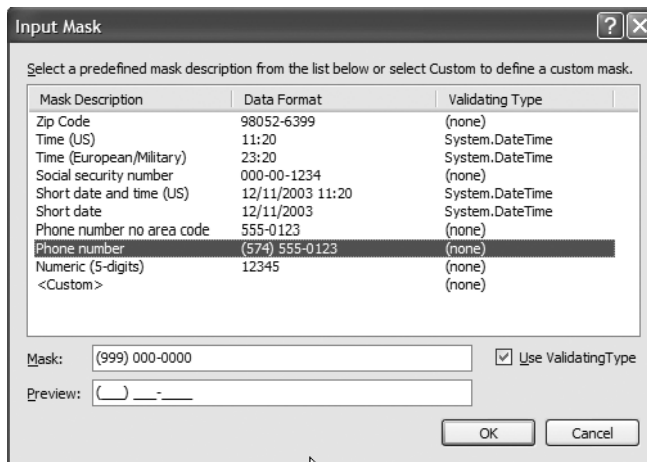 Input Mask
Select a predefined mask description from the list below or select Custom to define a custom mask.
Mask Description Data Format Validating Type
Zip Code 98052-6399 (none)
Time (US) 11:20 System.DateTime
Time (European/Military) 23:20 System.DateTime
Social security number 000-00-1234 (none)
Short date and time (US) 12/11/2003 11:20 System.DateTime
Short date 12/11/2003 System.DateTime
Phone number no area code 555-0123 (none)
Phone number (574) 555-0123 (none)
Numeric (5-digits) 12345 (none)
<Custom> (none)
Mask: (999) 000-0000 Use ValidatingType
Preview: (___) ___-____
OK Cancel